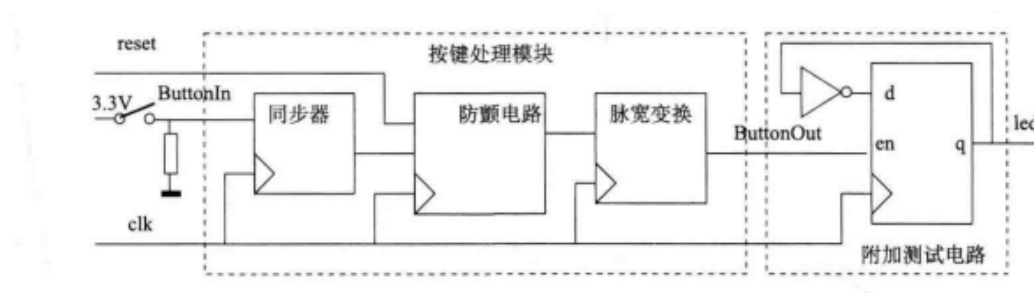 reset
按键处理模块
3.3V
ButtonIn
同步器
防颤电路
脉宽变换
ButtonOut
d
en
q
led
clk
附加测试电路